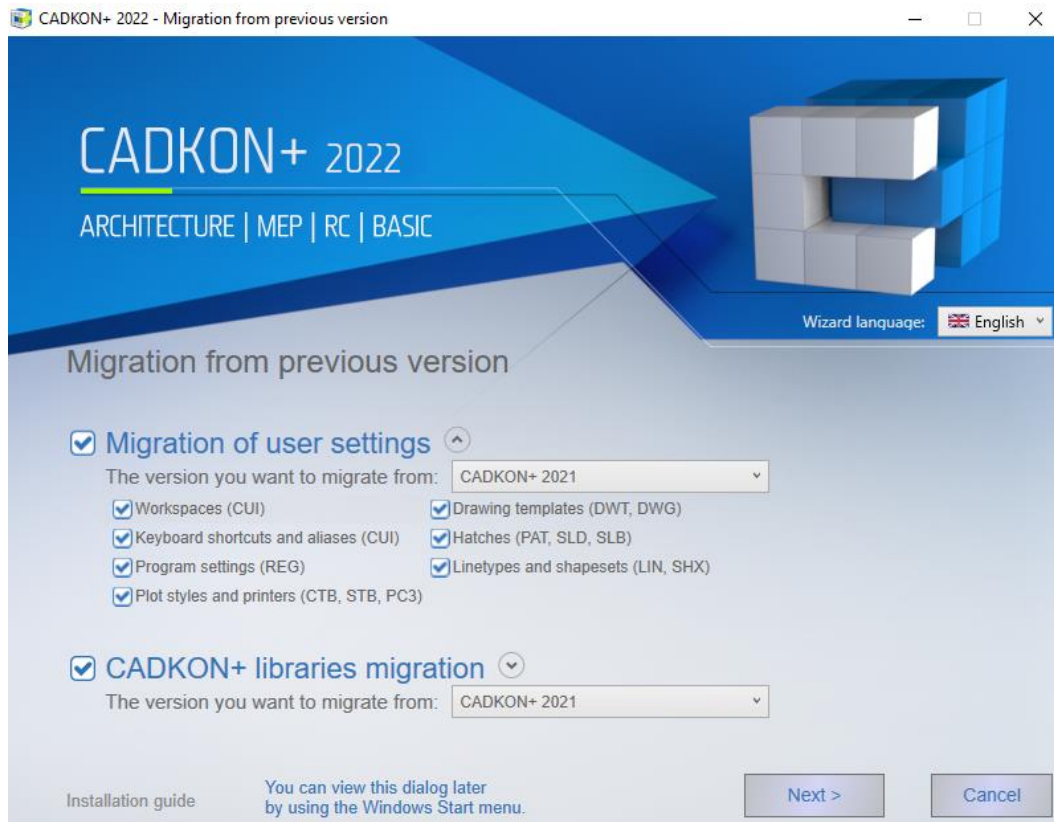 CADKON+ 2022 - Migration from previous version
CADKON+ 2022
ARCHITECTURE | MEP | RC | BASIC
Wizard language: English
Migration from previous version
Migration of user settings
The version you want to migrate from: CADKON+ 2021
Workspaces (CUI)
Drawing templates (DWT, DWG)
Keyboard shortcuts and aliases (CUI)
Hatches (PAT, SLD, SLB)
Program settings (REG)
Linetypes and shapesets (LIN, SHX)
Plot styles and printers (CTB, STB, PC3)
CADKON+ libraries migration
The version you want to migrate from: CADKON+ 2021
Installation guide
You can view this dialog later
by using the Windows Start menu.
Next >
Cancel